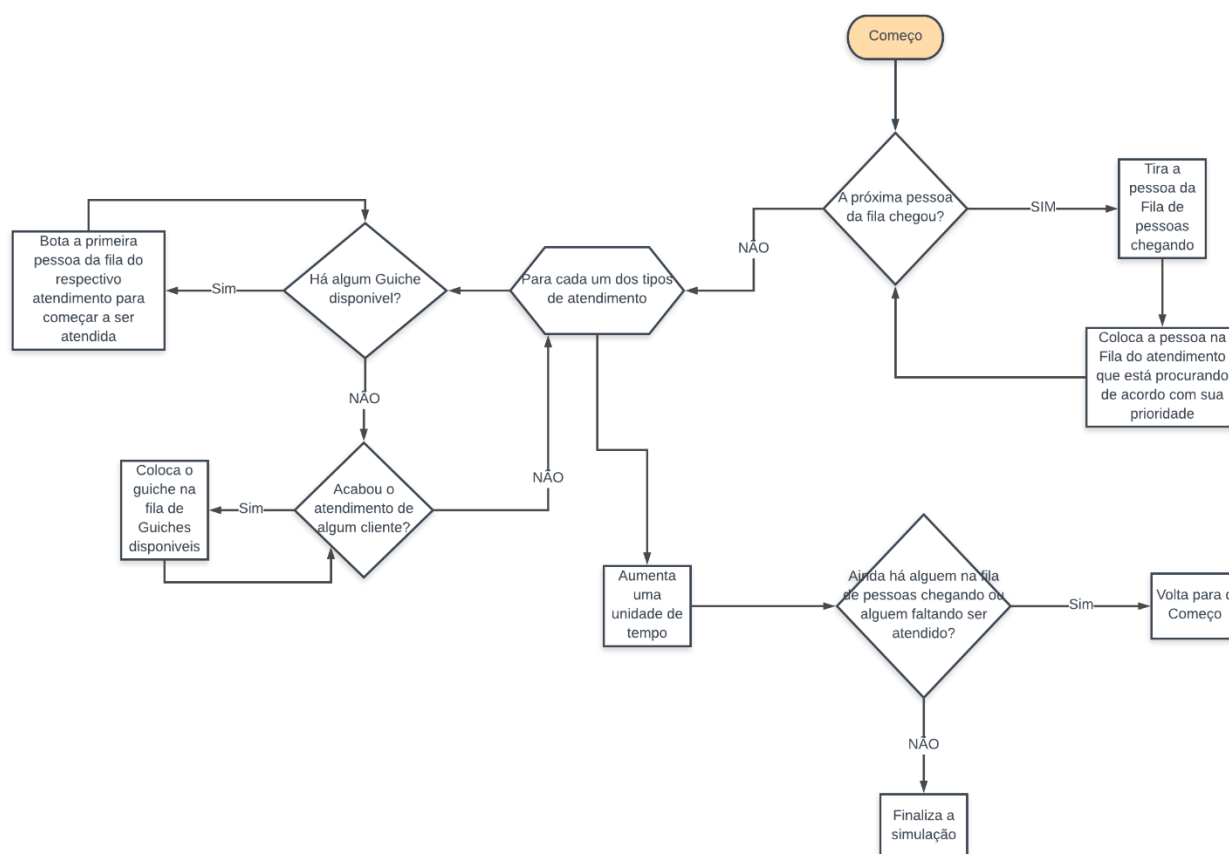 Começo
A próxima pessoa
da fila chegou?
SIM
Tira a
pessoa da
Fila de
pessoas
chegando
Coloca a pessoa na
Fila do atendimento
que está procurando
de acordo com sua
prioridade
NÃO
Para cada um dos tipos
de atendimento
Há algum Guiche
disponivel?
Sim
Bota a primeira
pessoa da fila do
respectivo
atendimento para
começar a ser
atendida
NÃO
Acabou o
atendimento de
algum cliente?
Sim
Coloca o
guiche na
fila de
Guiches
disponiveis
NÃO
Aumenta
uma
unidade de
tempo
Ainda há alguem na fila
de pessoas chegando ou
alguem faltando ser
atendido?
Sim
Volta para
Começo
NÃO
Finaliza a
simulação